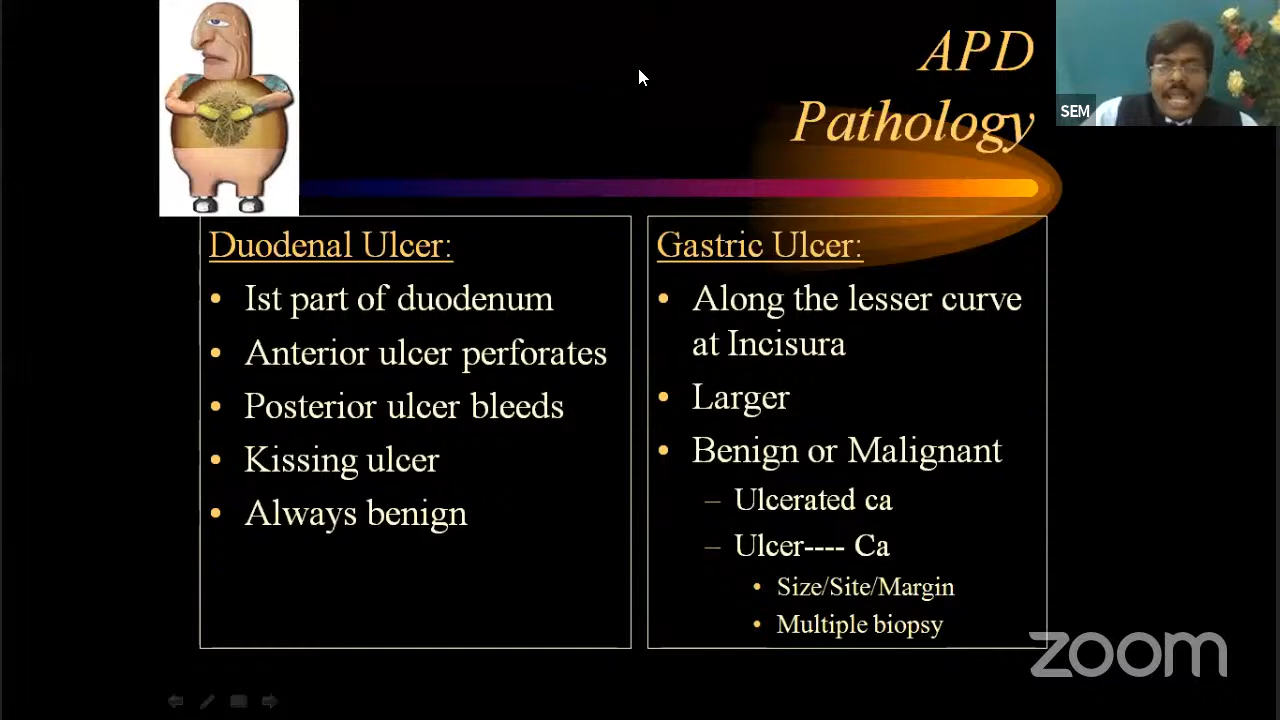 APD
Pathology
SEM
Duodenal Ulcer:
• Ist part of duodenum
• Anterior ulcer perforates
• Posterior ulcer bleeds
• Kissing ulcer
• Always benign
Gastric Ulcer:
• Along the lesser curve
at Incisura
• Larger
• Benign or Malignant
– Ulcerated ca
– Ulcer---- Ca
• Size/Site/Margin
• Multiple biopsy
zoom